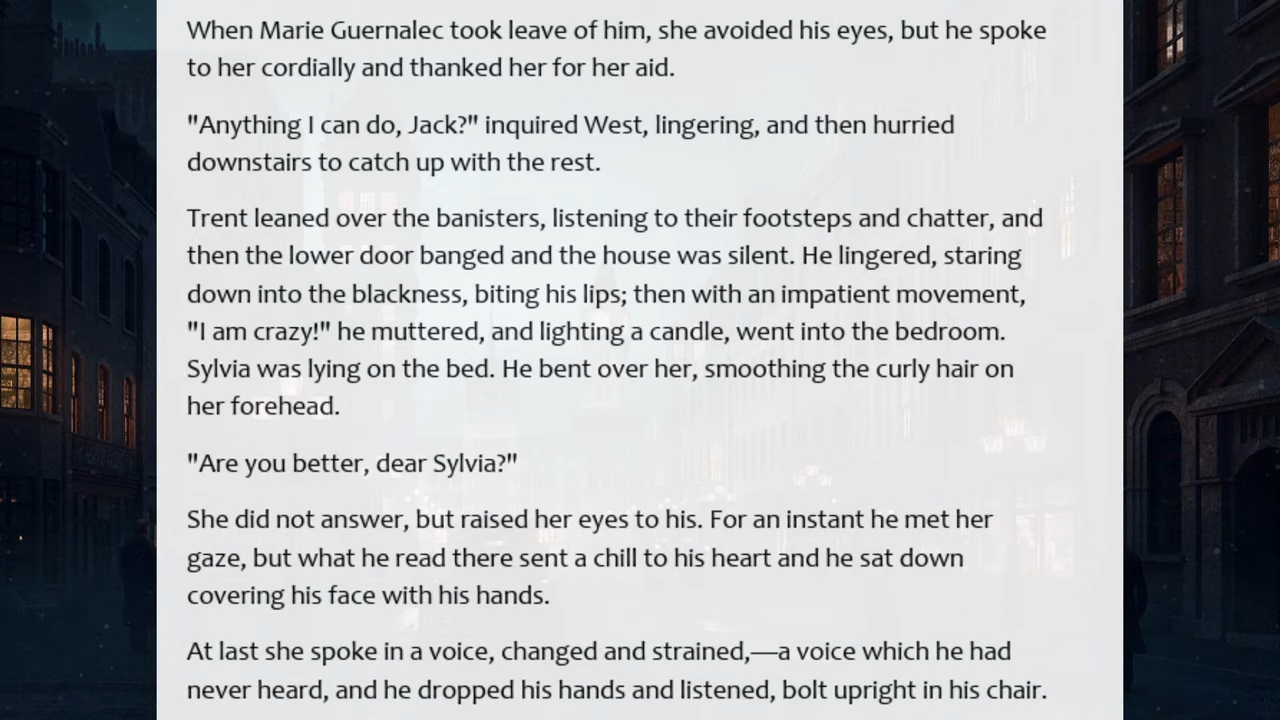 When Marie Guernalec took leave of him, she avoided his eyes, but he spoke
to her cordially and thanked her for her aid.
"Anything I can do, Jack?" inquired West, lingering, and then hurried
downstairs to catch up with the rest.
Trent leaned over the banisters, listening to their footsteps and chatter, and
then the lower door banged and the house was silent. He lingered, staring
down into the blackness, biting his lips; then with an impatient movement,
"I am crazy!" he muttered, and lighting a candle, went into the bedroom.
Sylvia was lying on the bed. He bent over her, smoothing the curly hair on
her forehead.
"Are you better, dear Sylvia?"
She did not answer, but raised her eyes to his. For an instant he met her
gaze, but what he read there sent a chill to his heart and he sat down
covering his face with his hands.
At last she spoke in a voice, changed and strained,—a voice which he had
never heard, and he dropped his hands and listened, bolt upright in his chair.